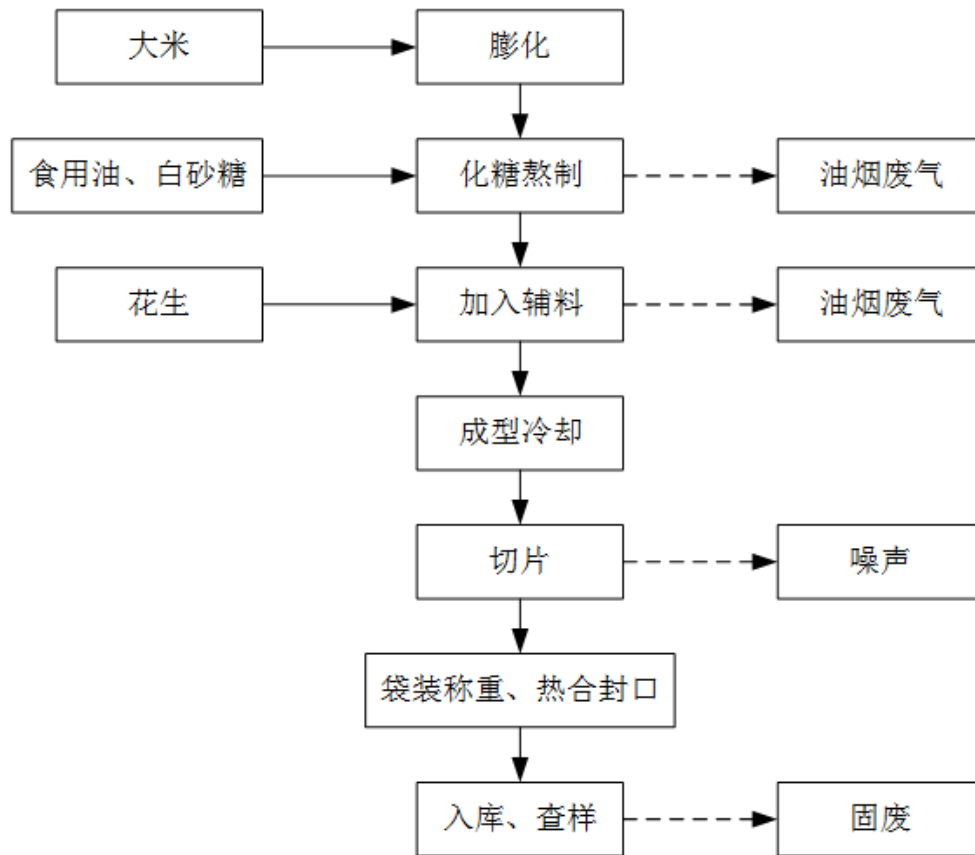 大米
膨化
食用油、白砂糖
化糖熬制
油烟废气
花生
加入辅料
油烟废气
成型冷却
切片
噪声
袋装称重、热合封口
入库、查样
固废